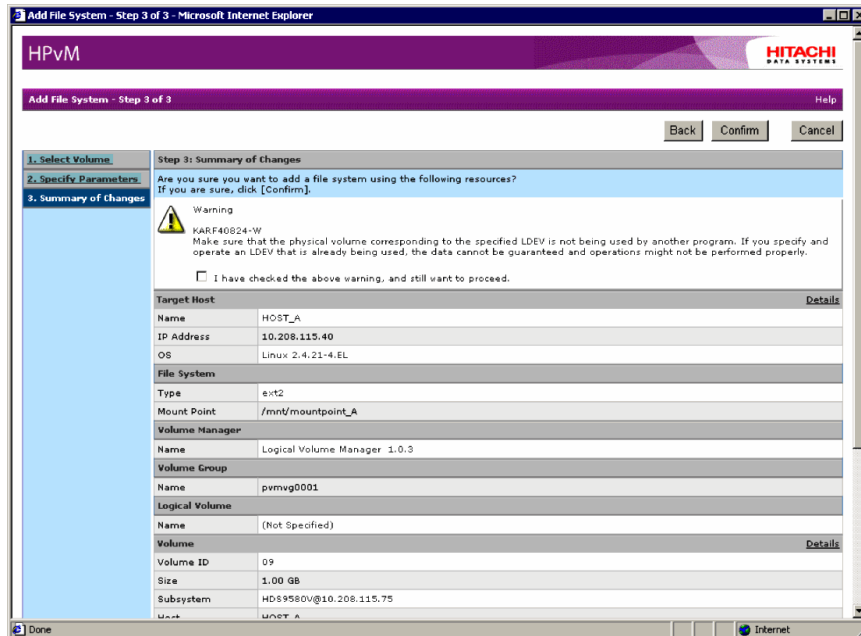 Add File System - Step 3 of 3 - Microsoft Internet Explorer
HPvM
HITACHI
DATA SYSTEMS
Add File System - Step 3 of 3
Help
Back
Confirm
Cancel
1. Select Volume
2. Specify Parameters
3. Summary of Changes
Step 3: Summary of Changes
Are you sure you want to add a file system using the following resources?
If you are sure, click [Confirm].
Warning
KARF40824-W
Make sure that the physical volume corresponding to the specified LDEV is not being used by another program. If you specify and
operate an LDEV that is already being used, the data cannot be guaranteed and operations might not be performed properly.
I have checked the above warning, and still want to proceed.
Target Host Details
Name HOST_A
IP Address 10.208.115.40
OS Linux 2.4.21-4.EL
File System
Type ext2
Mount Point /mnt/mountpoint_A
Volume Manager
Name Logical Volume Manager 1.0.3
Volume Group
Name pvmvg0001
Logical Volume
Name (Not Specified)
Volume Details
Volume ID 09
Size 1.00 GB
Subsystem HDS9580V@10.208.115.75
Host HOST_A
Done
Internet